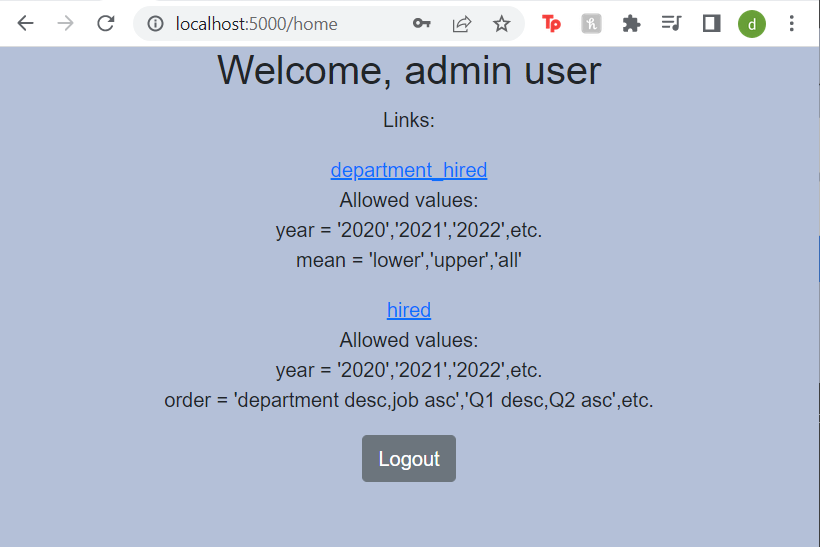 localhost:5000/home
Tp
h
d
Welcome, admin user
Links:
department_hired
Allowed values:
year = '2020','2021','2022',etc.
mean = 'lower','upper','all'
hired
Allowed values:
year = '2020','2021','2022',etc.
order = 'department desc,job asc','Q1 desc,Q2 asc',etc.
Logout